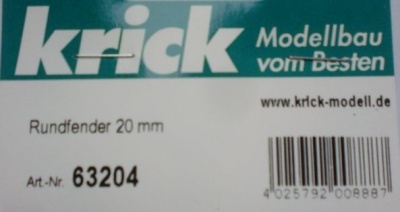 krick
Modellbau
vom Besten
www.krick-modell.de
Rundfender 20 mm
Art.-Nr. 63204
4 025792 008887